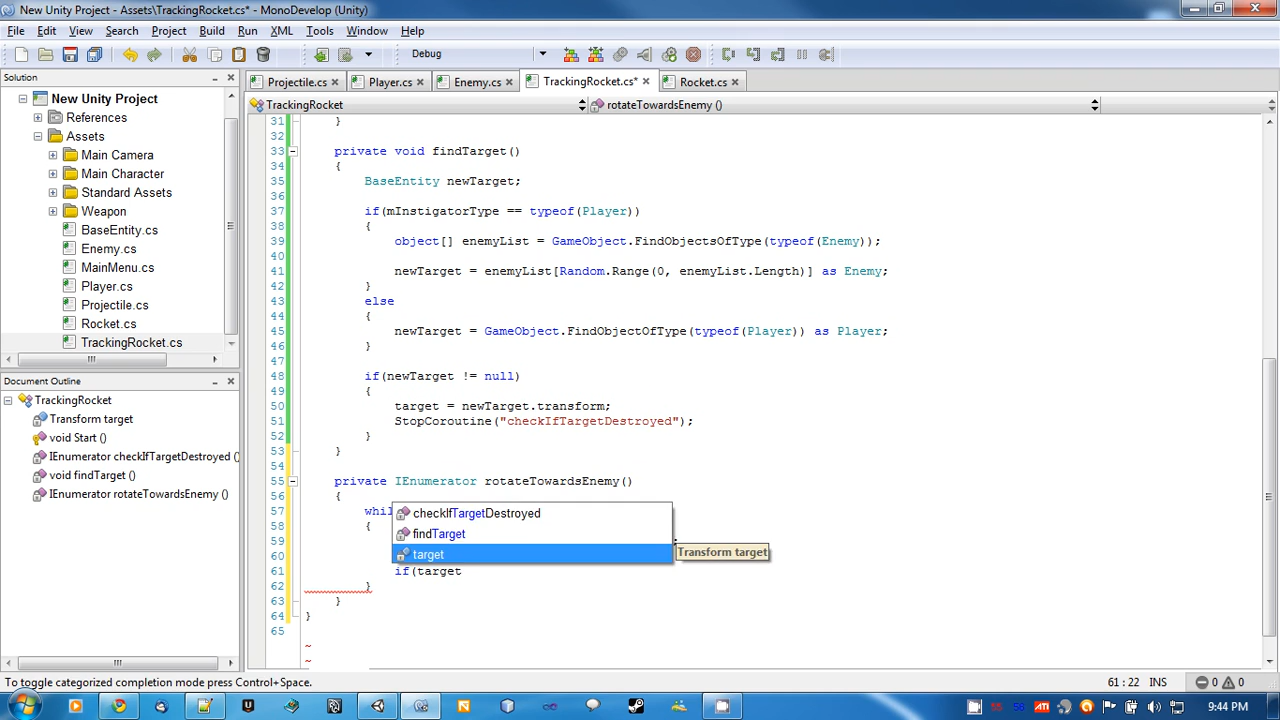 New Unity Project - Assets\TrackingRocket.cs* - MonoDevelop (Unity)
File Edit View Search Project Build Run XML Tools Window Help
Debug
Solution
New Unity Project
References
Assets
Main Camera
Main Character
Standard Assets
Weapon
BaseEntity.cs
Enemy.cs
MainMenu.cs
Player.cs
Projectile.cs
Rocket.cs
TrackingRocket.cs
Document Outline
TrackingRocket
Transform target
void Start ()
IEnumerator checkIfTargetDestroyed ()
void findTarget ()
IEnumerator rotateTowardsEnemy ()
Projectile.cs Player.cs Enemy.cs TrackingRocket.cs* Rocket.cs
TrackingRocket rotateTowardsEnemy ()
31 }
32
33 private void findTarget()
34 {
35 BaseEntity newTarget;
36
37 if(mInstigatorType == typeof(Player))
38 {
39 object[] enemyList = GameObject.FindObjectsOfType(typeof(Enemy));
40
41 newTarget = enemyList[Random.Range(0, enemyList.Length)] as Enemy;
42 }
43 else
44 {
45 newTarget = GameObject.FindObjectOfType(typeof(Player)) as Player;
46 }
47
48 if(newTarget != null)
49 {
50 target = newTarget.transform;
51 StopCoroutine("checkIfTargetDestroyed");
52 }
53 }
54
55 private IEnumerator rotateTowardsEnemy()
56 {
57 whil
58 {
59
60
61 if(target
62 }
63 }
64 }
65
~
~
checkIfTargetDestroyed
findTarget
target
Transform target
To toggle categorized completion mode press Control+Space.
61 : 22 INS 0 0
55 58 ATI 9:44 PM